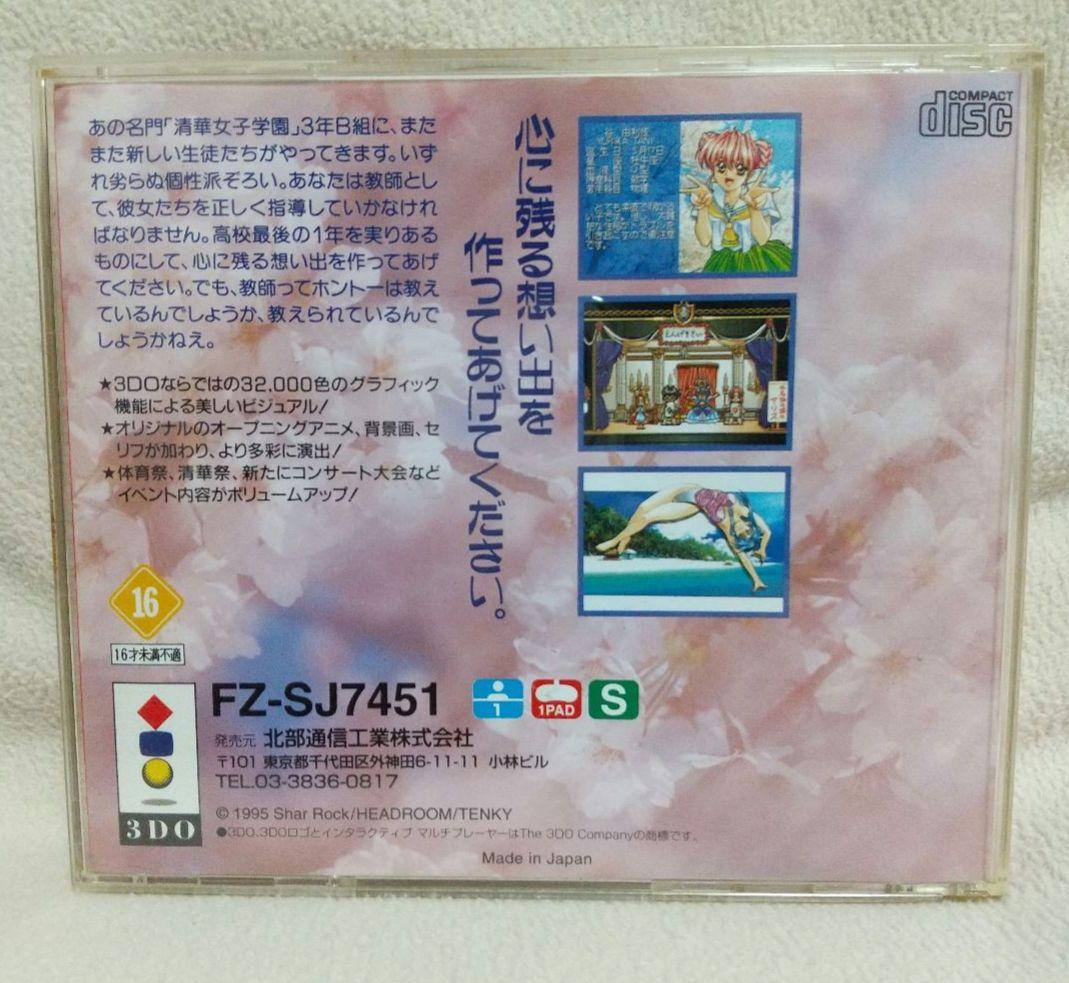 あの名門「清華女子学園」3年B組に、また
また新しい生徒たちがやってきます。いず
れ劣らぬ個性派ぞろい。あなたは教師とし
て、彼女たちを正しく指導していかなけれ
ばなりません。高校最後の1年を実りある
ものにして、心に残る想い出を作ってあげ
てください。でも、教師ってホントーは教え
ているんでしょうか、教えられているんで
しょうかねえ。
★3DOならではの32,000色のグラフィック
機能による美しいビジュアル!
★オリジナルのオープニングアニメ、背景画、セ
リフが加わり、より多彩に演出!
★体育祭、清華祭、新たにコンサート大会など
イベント内容がボリュームアップ!
心に残る想い出を
作ってあげてください。
COMPACT
disc
16
16才未満不適
3DO
FZ-SJ7451
1
1PAD
S
発売元 北部通信工業株式会社
〒101 東京都千代田区外神田6-11-11 小林ビル
TEL.03-3836-0817
© 1995 Shar Rock/HEADROOM/TENKY
●3DO、3DOロゴとインタラクティブ マルチプレーヤーはThe 3DO Companyの商標です。
Made in Japan